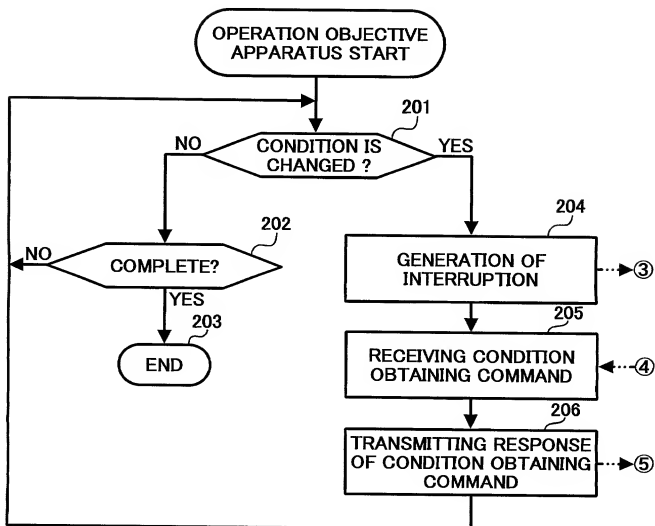 OPERATION OBJECTIVE
APPARATUS START
201
CONDITION IS
CHANGED ?
NO
YES
202
COMPLETE?
NO
YES
203
END
204
GENERATION OF
INTERRUPTION
③
205
RECEIVING CONDITION
OBTAINING COMMAND
④
206
TRANSMITTING RESPONSE
OF CONDITION OBTAINING
COMMAND
⑤